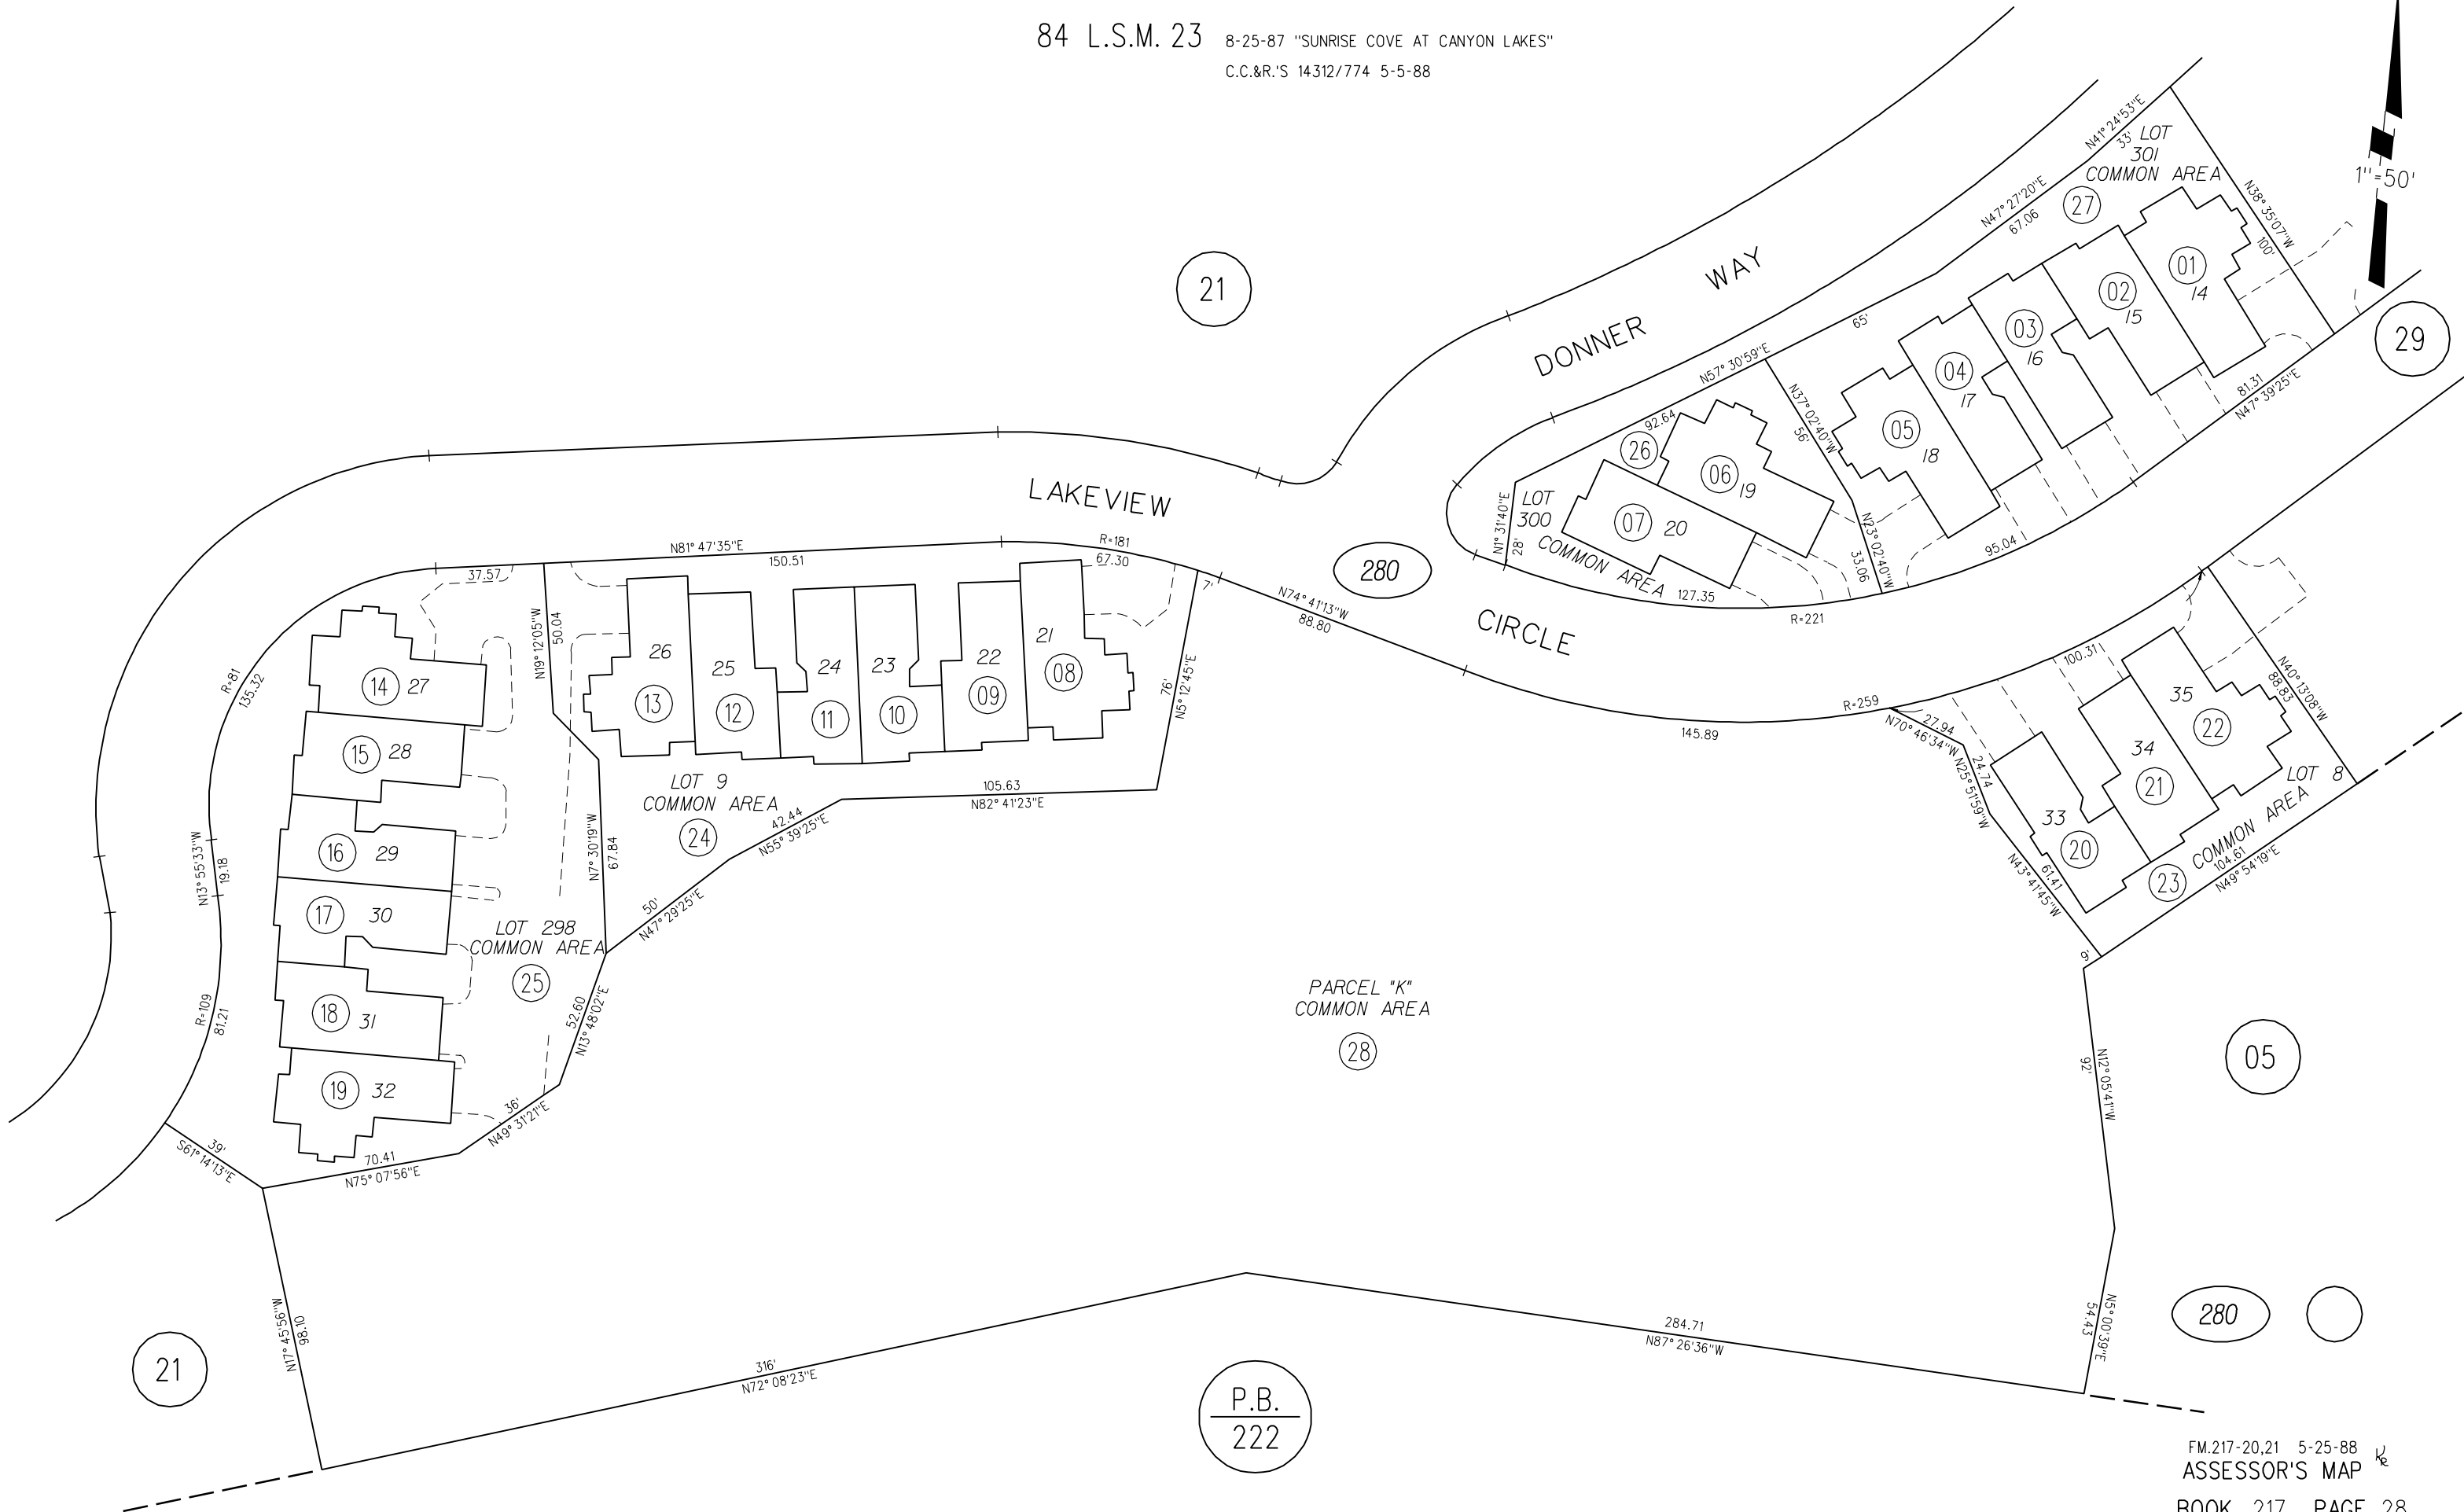 84 L.S.M. 23 8-25-87 "SUNRISE COVE AT CANYON LAKES"
C.C.&R.'S 14312/774 5-5-88
1"=50'
N41° 24'53"E
33'
LOT
301
COMMON AREA
27
N47° 27'20"E
67.06
N38° 35'07"W
100'
01
14
02
15
03
16
04
17
05
18
65'
N57° 30'59"E
92.64
N37° 02'40"W
56'
N23° 02'40"W
33.06
81.31
N47° 39'25"E
95.04
29
21
DONNER WAY
26
06
19
07
20
LOT
300
COMMON AREA
N1° 31'40"E
28'
127.35
R=221
280
LAKEVIEW
CIRCLE
N81° 47'35"E
150.51
37.57
R=181
67.30
7'
N74° 41'13"W
88.80
76'
N5° 12'45"E
N19° 12'05"W
50.04
R=81
135.32
26
13
25
12
24
11
23
10
22
09
21
08
14
27
15
28
16
29
17
30
18
31
19
32
LOT 9
COMMON AREA
24
105.63
N82° 41'23"E
42.44
N55° 39'25"E
50'
N47° 29'25"E
N7° 30'19"W
67.84
N13° 55'33"W
19.18
R=109
81.21
LOT 298
COMMON AREA
25
52.60
N13° 48'02"E
36'
N49° 31'21"E
70.41
N75° 07'56"E
39'
S61° 14'13"E
R=259
145.89
100.31
27.94
N70° 46'34"W
24.74
N25° 51'59"W
61.41
N43° 41'45"W
9'
33
20
34
21
35
22
N40° 13'08"W
88.83
LOT 8
COMMON AREA
23
104.61
N49° 54'19"E
PARCEL "K"
COMMON AREA
28
05
N12° 05'41"W
92'
N5° 00'39"E
54.43
280
N17° 45'56"W
98.10
21
316'
N72° 08'23"E
284.71
N87° 26'36"W
P.B.
222
FM.217-20,21 5-25-88
ASSESSOR'S MAP
BOOK 217 PAGE 28